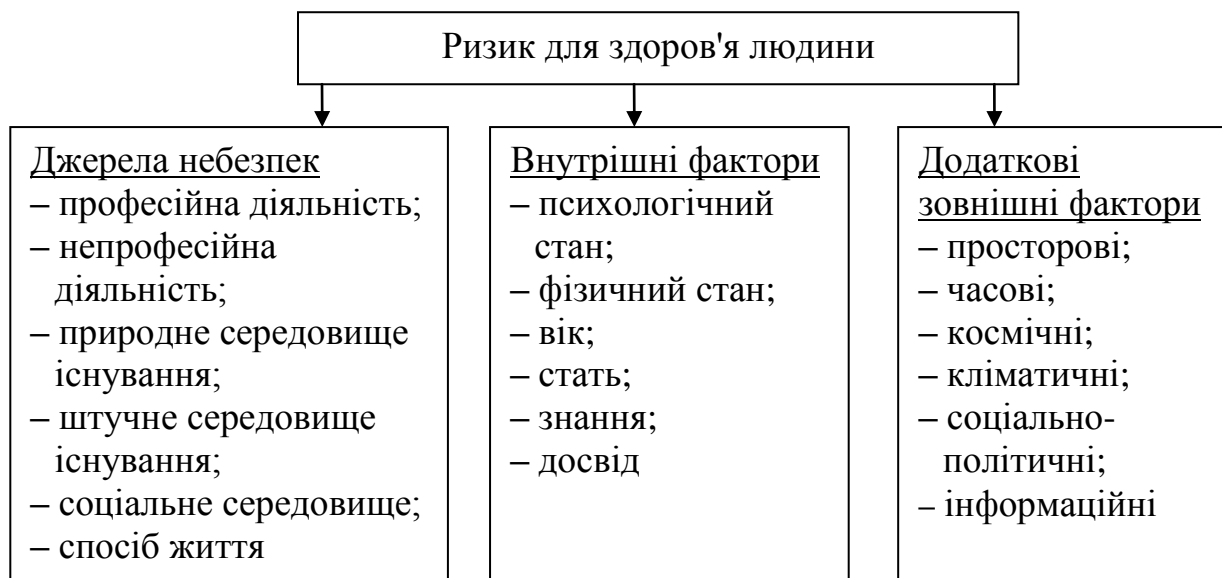 Ризик для здоров'я людини
Джерела небезпек
– професійна діяльність;
– непрофесійна
діяльність;
– природне середовище
існування;
– штучне середовище
існування;
– соціальне середовище;
– спосіб життя
Внутрішні фактори
– психологічний
стан;
– фізичний стан;
– вік;
– стать;
– знання;
– досвід
Додаткові
зовнішні фактори
– просторові;
– часові;
– космічні;
– кліматичні;
– соціально-
політичні;
– інформаційні